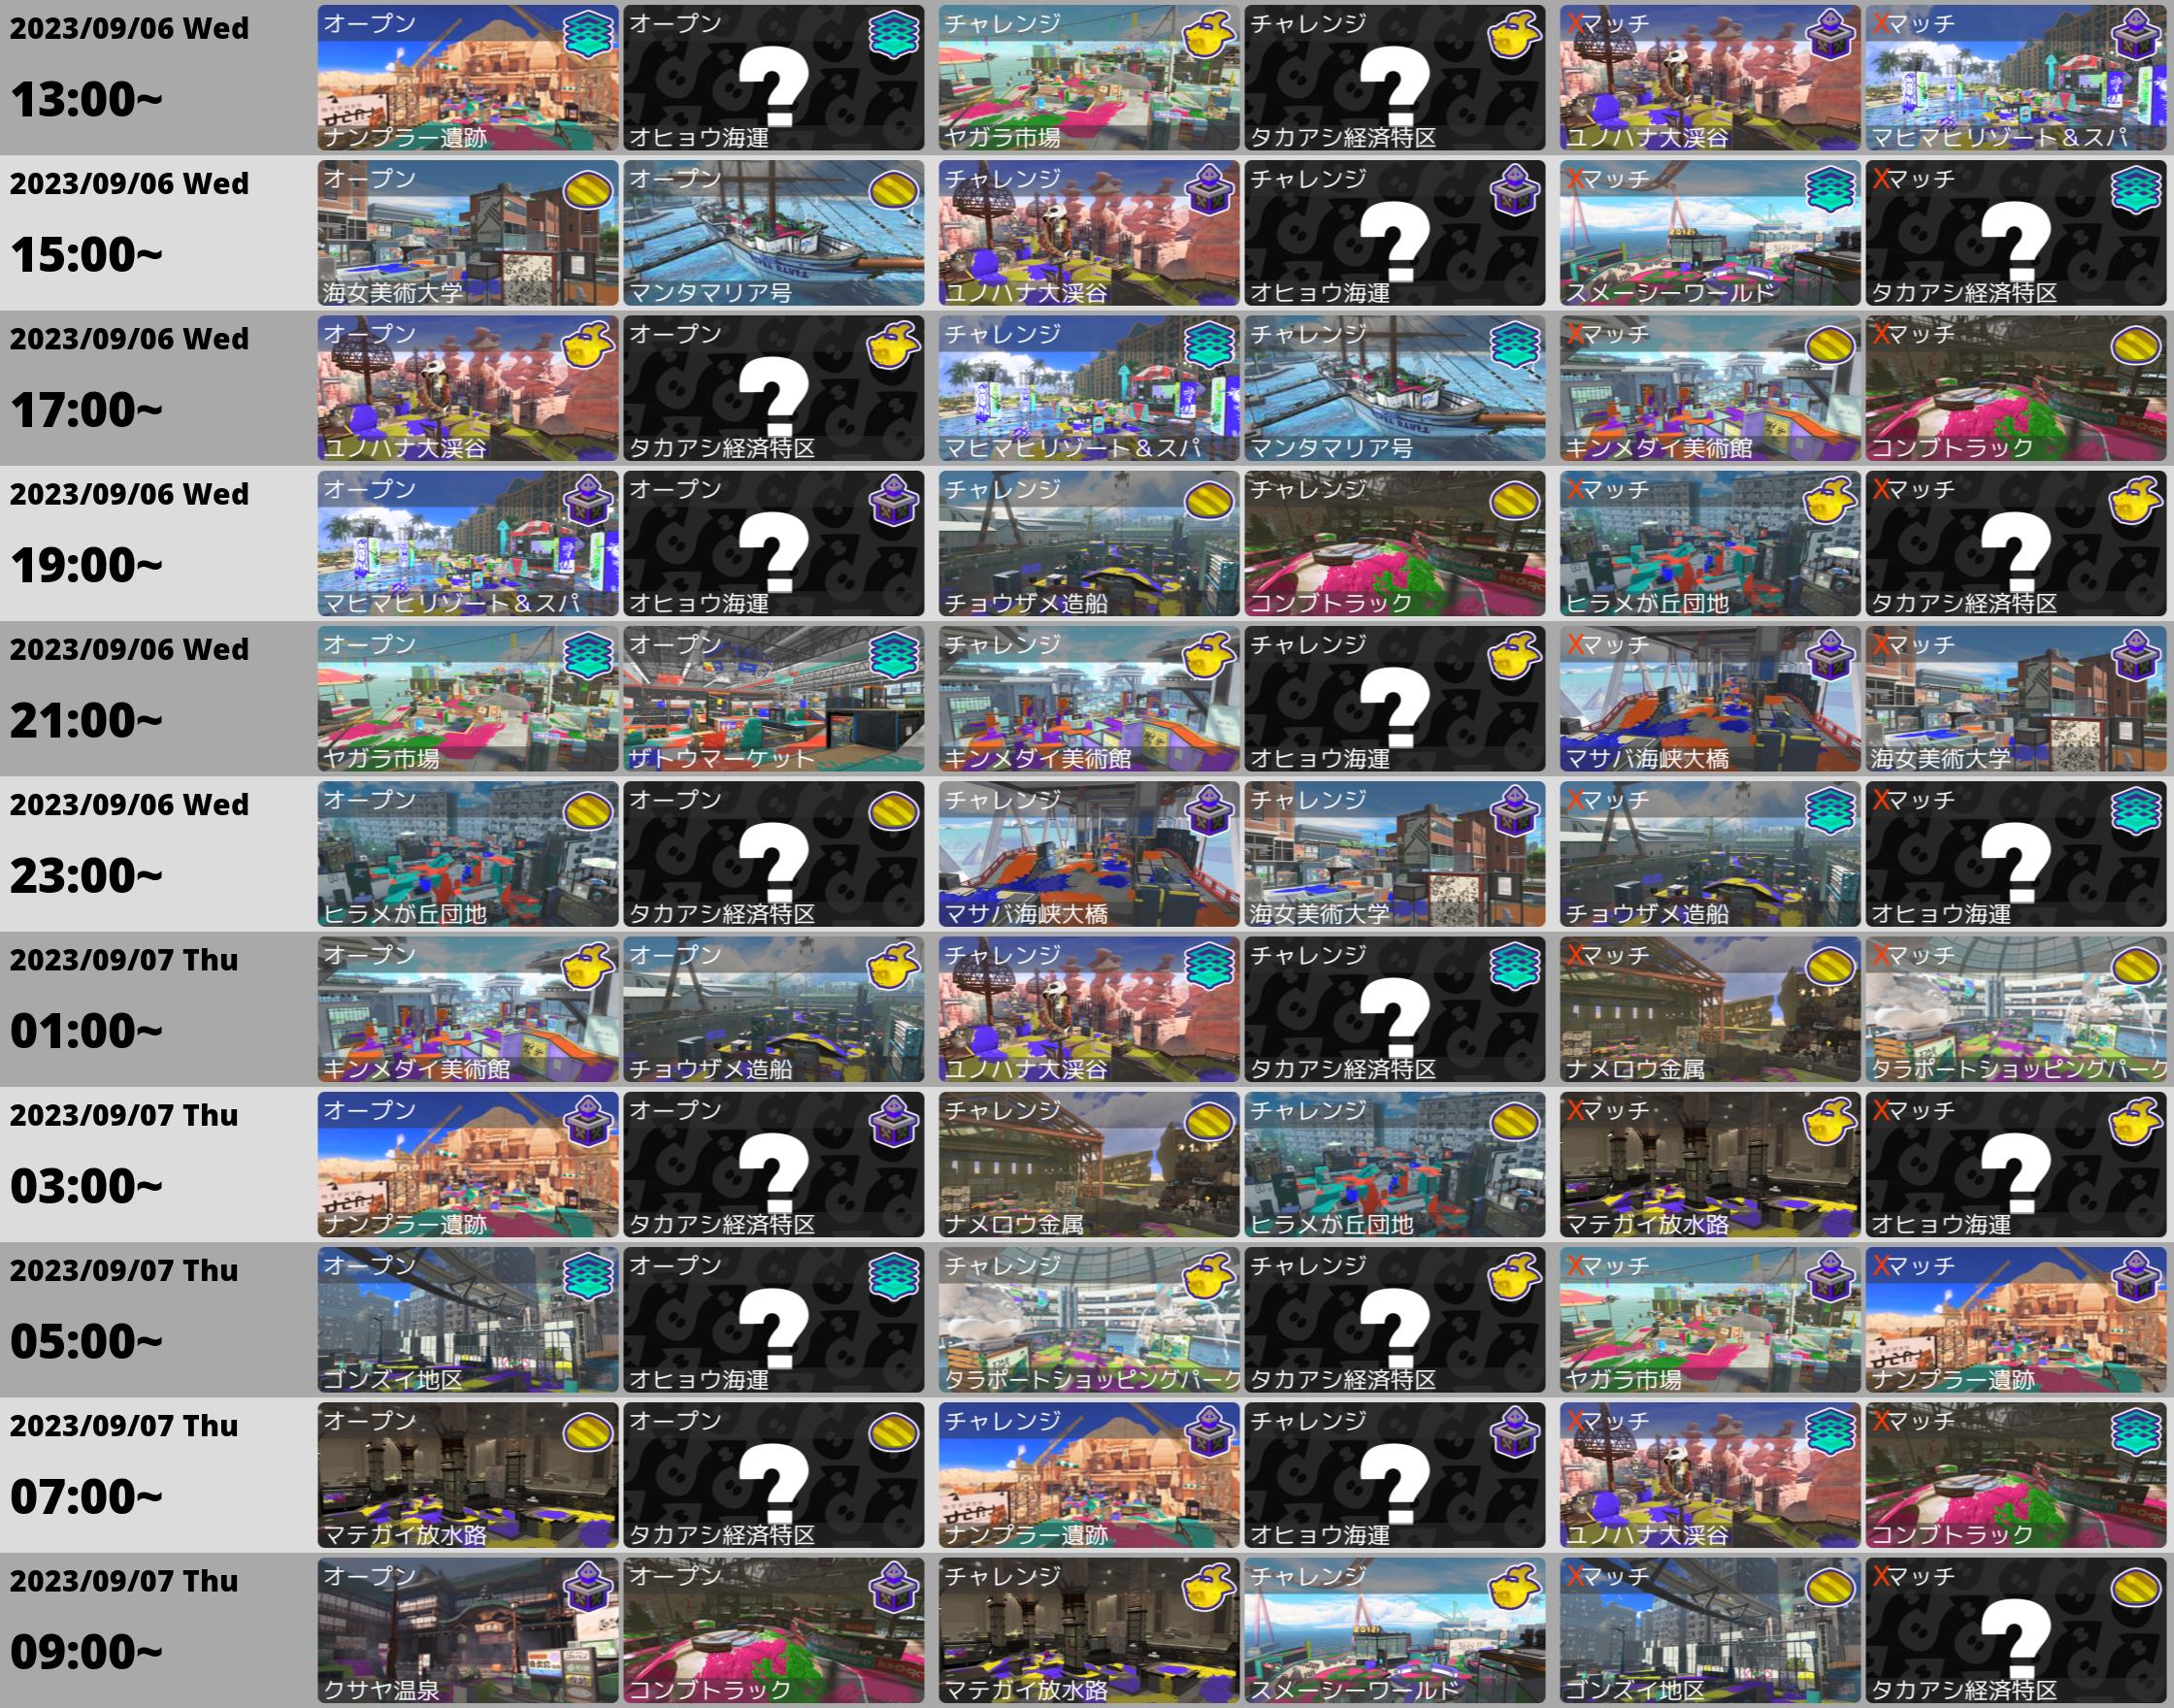 2023/09/06 Wed
13:00~
オープン
ナンプラー遺跡
オープン
オヒョウ海運
チャレンジ
ヤガラ市場
チャレンジ
タカアシ経済特区
Xマッチ
ユノハナ大渓谷
Xマッチ
マヒマヒリゾート＆スパ
2023/09/06 Wed
15:00~
オープン
海女美術大学
オープン
マンタマリア号
チャレンジ
ユノハナ大渓谷
チャレンジ
オヒョウ海運
Xマッチ
スメーシーワールド
Xマッチ
タカアシ経済特区
2023/09/06 Wed
17:00~
オープン
ユノハナ大渓谷
オープン
タカアシ経済特区
チャレンジ
マヒマヒリゾート＆スパ
チャレンジ
マンタマリア号
Xマッチ
キンメダイ美術館
Xマッチ
コンブトラック
2023/09/06 Wed
19:00~
オープン
マヒマヒリゾート＆スパ
オープン
オヒョウ海運
チャレンジ
チョウザメ造船
チャレンジ
コンブトラック
Xマッチ
ヒラメが丘団地
Xマッチ
タカアシ経済特区
2023/09/06 Wed
21:00~
オープン
ヤガラ市場
オープン
ザトウマーケット
チャレンジ
キンメダイ美術館
チャレンジ
オヒョウ海運
Xマッチ
マサバ海峡大橋
Xマッチ
海女美術大学
2023/09/06 Wed
23:00~
オープン
ヒラメが丘団地
オープン
タカアシ経済特区
チャレンジ
マサバ海峡大橋
チャレンジ
海女美術大学
Xマッチ
チョウザメ造船
Xマッチ
オヒョウ海運
2023/09/07 Thu
01:00~
オープン
キンメダイ美術館
オープン
チョウザメ造船
チャレンジ
ユノハナ大渓谷
チャレンジ
タカアシ経済特区
Xマッチ
ナメロウ金属
Xマッチ
タラポートショッピングパーク
2023/09/07 Thu
03:00~
オープン
ナンプラー遺跡
オープン
タカアシ経済特区
チャレンジ
ナメロウ金属
チャレンジ
ヒラメが丘団地
Xマッチ
マテガイ放水路
Xマッチ
オヒョウ海運
2023/09/07 Thu
05:00~
オープン
ゴンズイ地区
オープン
オヒョウ海運
チャレンジ
タラポートショッピングパーク
チャレンジ
タカアシ経済特区
Xマッチ
ヤガラ市場
Xマッチ
ナンプラー遺跡
2023/09/07 Thu
07:00~
オープン
マテガイ放水路
オープン
タカアシ経済特区
チャレンジ
ナンプラー遺跡
チャレンジ
オヒョウ海運
Xマッチ
ユノハナ大渓谷
Xマッチ
コンブトラック
2023/09/07 Thu
09:00~
オープン
クサヤ温泉
オープン
コンブトラック
チャレンジ
マテガイ放水路
チャレンジ
スメーシーワールド
Xマッチ
ゴンズイ地区
Xマッチ
タカアシ経済特区